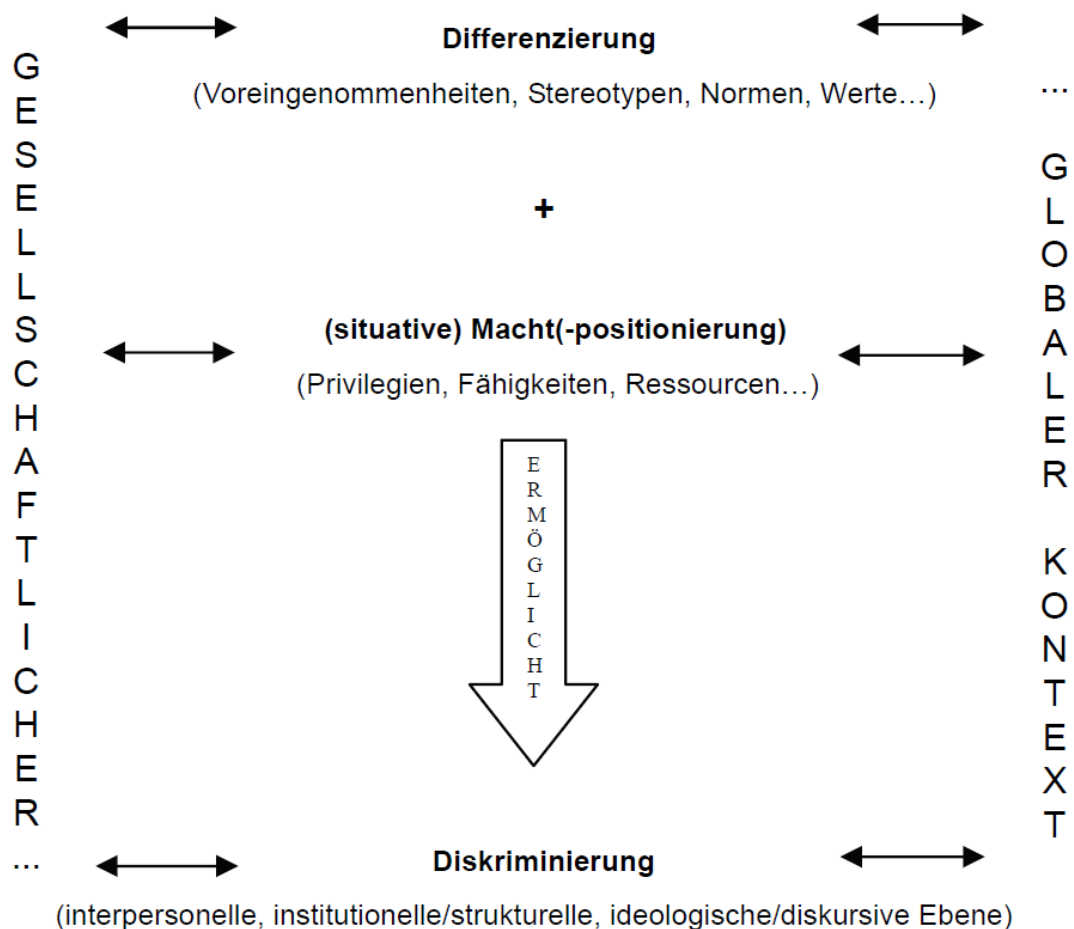 Differenzierung
(Voreingenommenheiten, Stereotypen, Normen, Werte…)
+
(situative) Macht(-positionierung)
(Privilegien, Fähigkeiten, Ressourcen…)
ERMÖGLICHT
Diskriminierung
(interpersonelle, institutionelle/strukturelle, ideologische/diskursive Ebene)
GESELLSCHAFTLICHER...
... GLOBALER KONTEXT